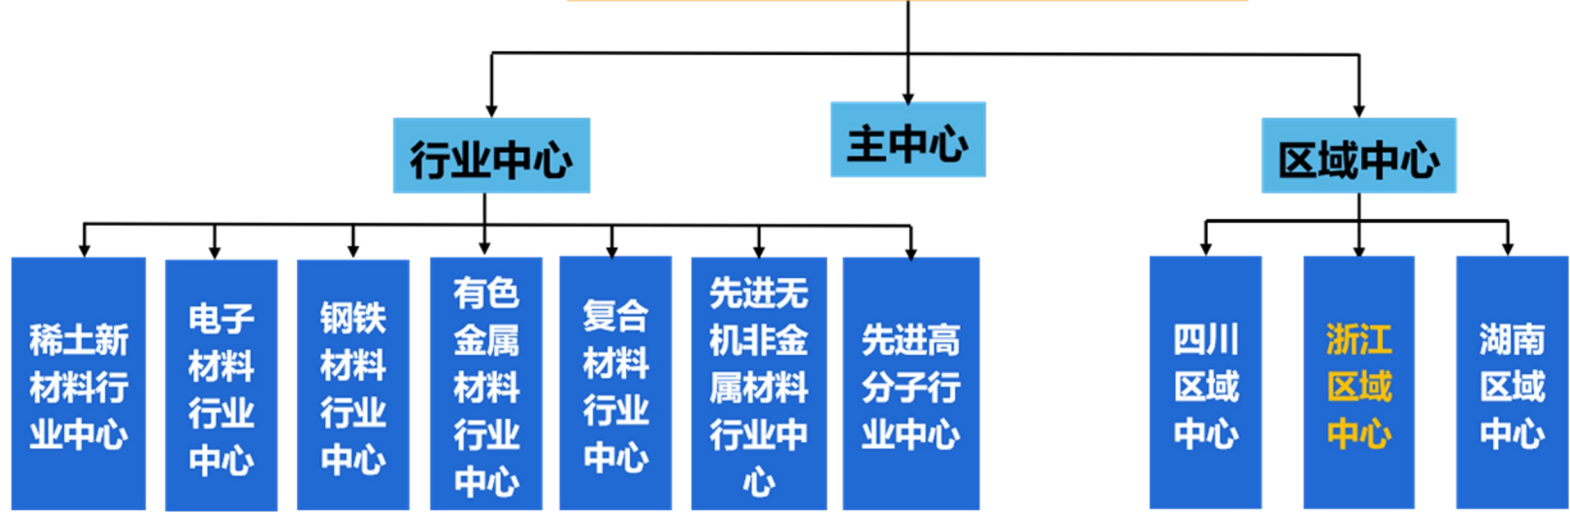 行业中心
主中心
区域中心
稀土新
材料行
业中心
电子
材料
行业
中心
钢铁
材料
行业
中心
有色
金属
材料
行业
中心
复合
材料
行业
中心
先进无
机非金
属材料
行业中
心
先进高
分子行
业中心
四川
区域
中心
浙江
区域
中心
湖南
区域
中心